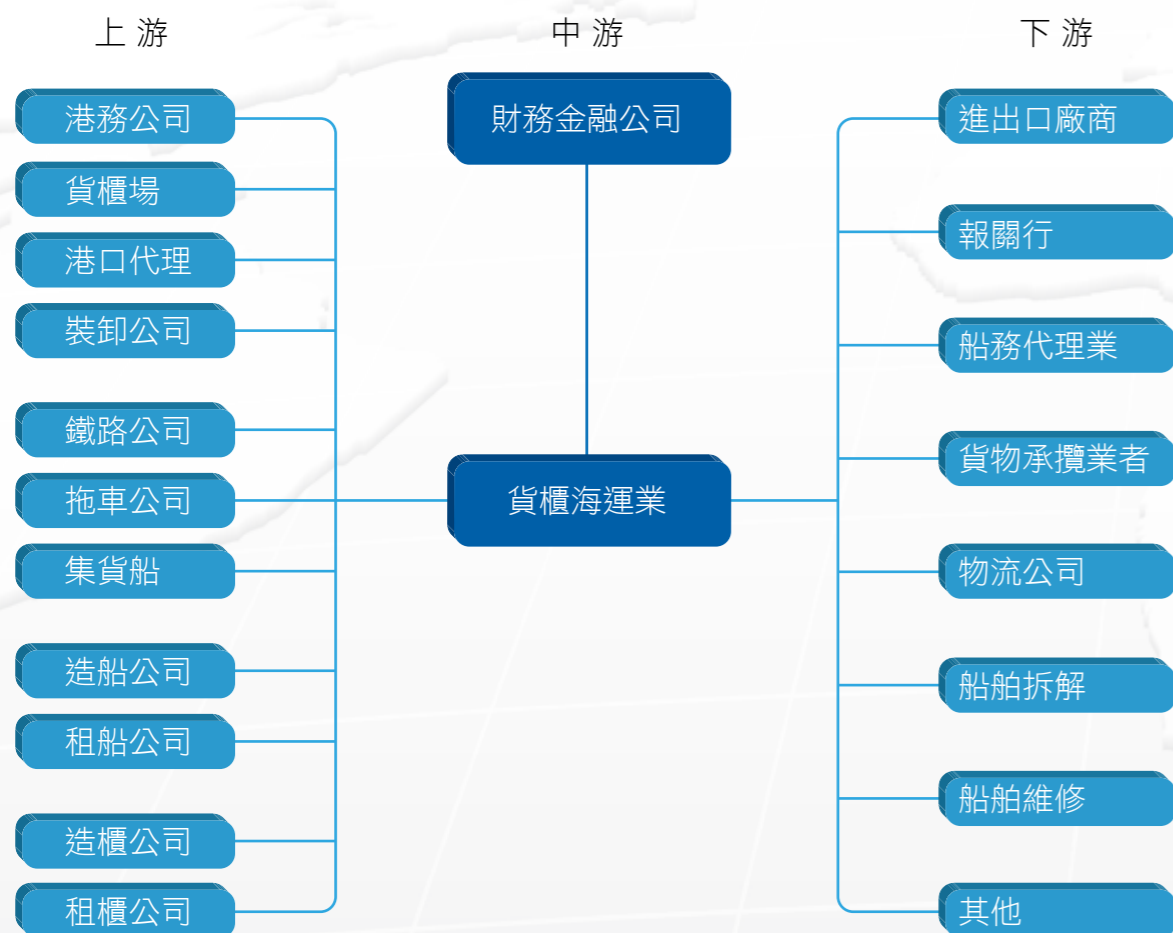 上游
中游
下游
港務公司
貨櫃場
港口代理
裝卸公司
鐵路公司
拖車公司
集貨船
造船公司
租船公司
造櫃公司
租櫃公司
財務金融公司
貨櫃海運業
進出口廠商
報關行
船務代理業
貨物承攬業者
物流公司
船舶拆解
船舶維修
其他